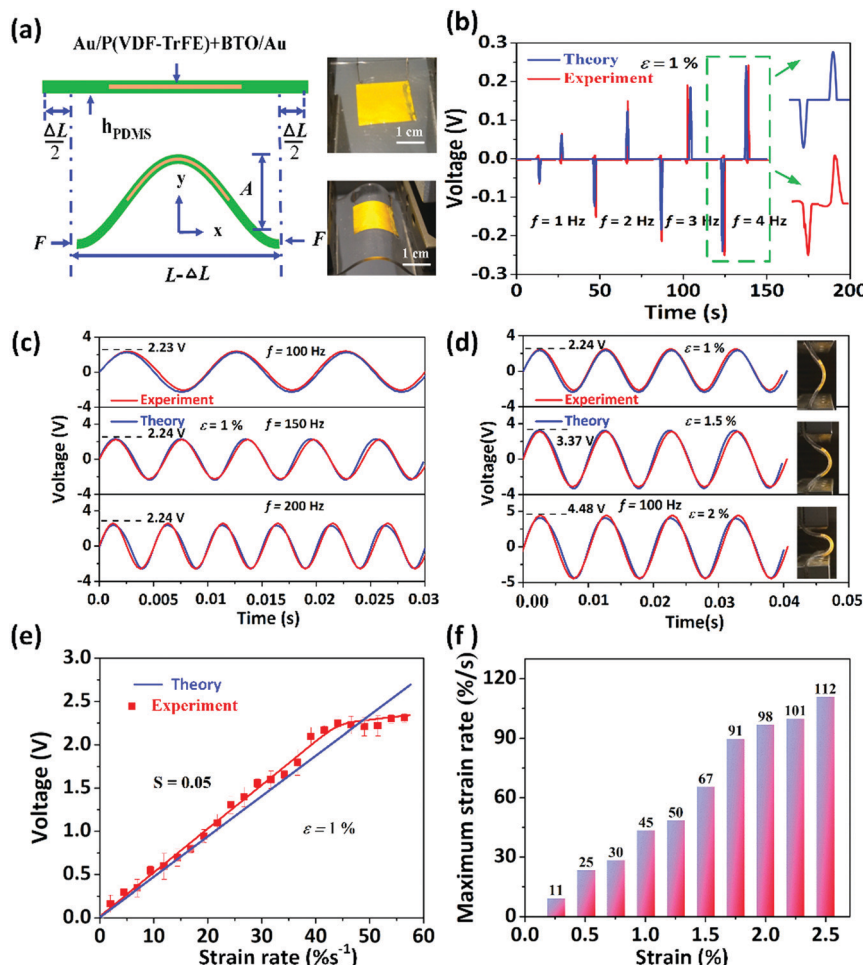 (a)
Au/P(VDF-TrFE)+BTO/Au
ΔL/2
hPDMS
ΔL/2
y
x
A
F
F
L-ΔL
1 cm
1 cm
(b)
Theory
Experiment
ε = 1 %
f = 1 Hz
f = 2 Hz
f = 3 Hz
f = 4 Hz
Voltage (V)
0.3
0.2
0.1
0.0
-0.1
-0.2
-0.3
0 50 100 150 200
Time (s)
(c)
2.23 V
f = 100 Hz
Experiment
Theory
ε = 1 %
f = 150 Hz
2.24 V
2.24 V
f = 200 Hz
Voltage (V)
4
2
0
-4
2
0
-4
2
0
-4
0.0 0.005 0.01 0.015 0.02 0.025 0.03
Time (s)
(d)
2.24 V
ε = 1 %
Experiment
Theory
ε = 1.5 %
3.37 V
4.48 V
f = 100 Hz
ε = 2 %
Voltage(V)
4
0
-4
4
0
-4
5
0
-5
0.00 0.01 0.02 0.03 0.04 0.05
Time(s)
(e)
Theory
Experiment
S = 0.05
ε = 1 %
Voltage (V)
3.0
2.5
2.0
1.5
1.0
0.5
0.0
0 10 20 30 40 50 60
Strain rate (%s⁻¹)
(f)
Maximum strain rate (%/s)
120
90
60
30
0
11
25
30
45
50
67
91
98
101
112
0.0 0.5 1.0 1.5 2.0 2.5
Strain (%)